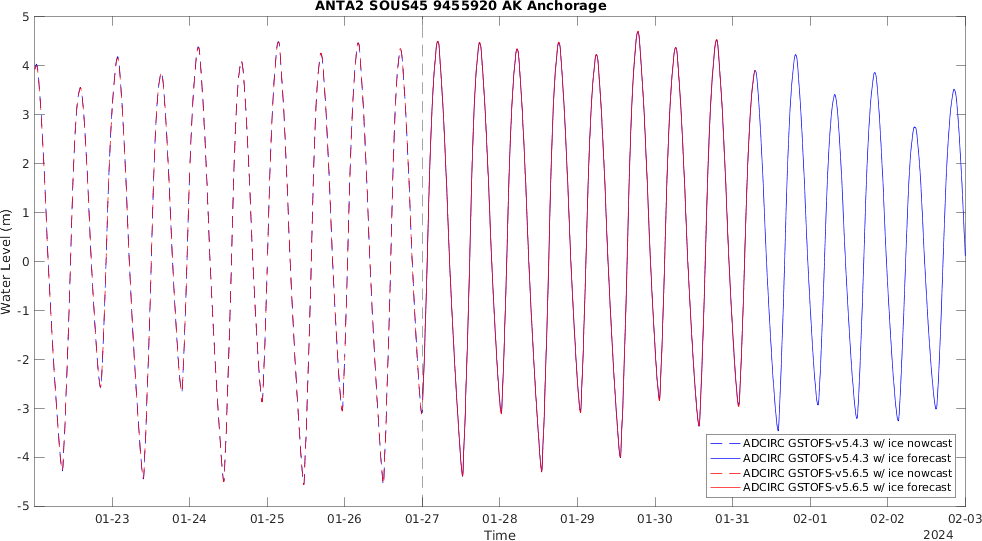 ANTA2 SOUS45 9455920 AK Anchorage
5
4
3
2
1
0
-1
-2
-3
-4
-5
Water Level (m)
ADCIRC GSTOFS-v5.4.3 w/ ice nowcast
ADCIRC GSTOFS-v5.4.3 w/ ice forecast
ADCIRC GSTOFS-v5.6.5 w/ ice nowcast
ADCIRC GSTOFS-v5.6.5 w/ ice forecast
01-23 01-24 01-25 01-26 01-27 01-28 01-29 01-30 01-31 02-01 02-02 02-03
Time
2024